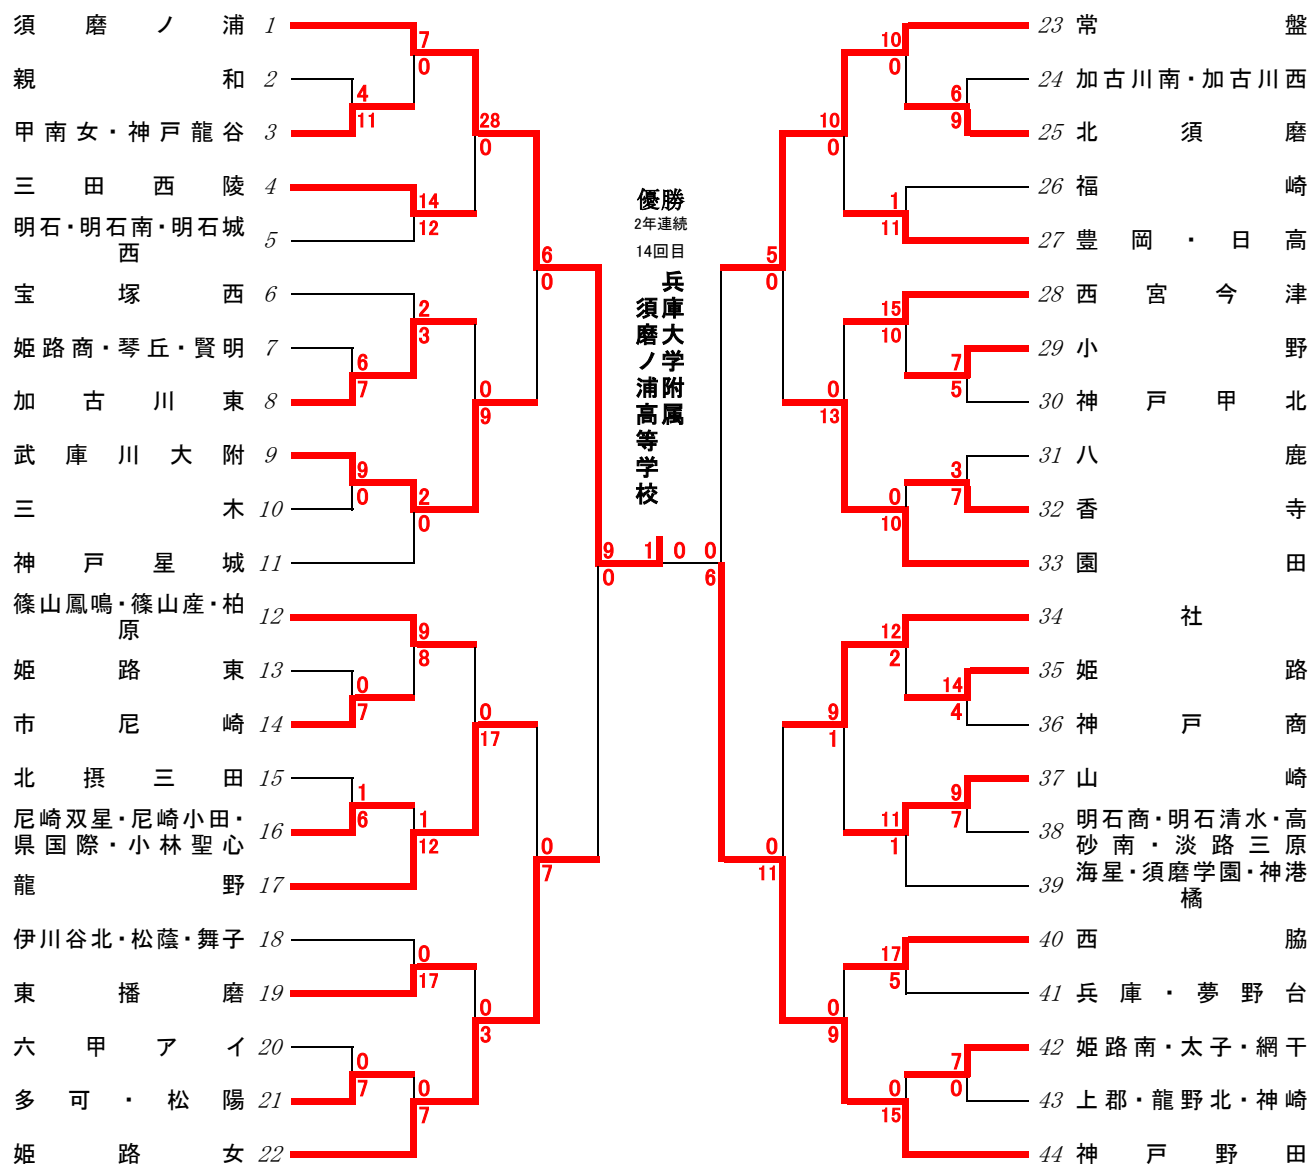 須磨ノ浦 1
親和 2
甲南女・神戸龍谷 3
三田西陵 4
明石・明石南・明石城
西 5
宝塚西 6
姫路商・琴丘・賢明 7
加古川東 8
武庫川大附 9
三木 10
神戸星城 11
篠山鳳鳴・篠山産・柏
原 12
姫路東 13
市尼崎 14
北摂三田 15
尼崎双星・尼崎小田・
県国際・小林聖心 16
龍野 17
伊川谷北・松蔭・舞子 18
東播磨 19
六甲アイ 20
多可・松陽 21
姫路女 22
4
11
6
7
9
0
0
7
1
6
0
7
7
0
14
12
2
3
2
0
9
8
1
12
0
17
0
7
28
0
0
9
0
17
0
3
6
0
0
7
9
0
1
0
優勝
2年連続
14回目
兵庫大学附属
須磨ノ浦高等学校
0
6
5
0
0
11
10
0
0
13
9
1
0
9
10
0
1
11
15
10
0
10
12
2
11
1
17
5
0
15
6
9
7
5
3
7
14
4
9
7
7
0
23 常盤
24 加古川南・加古川西
25 北須磨
26 福崎
27 豊岡・日高
28 西宮今津
29 小野
30 神戸甲北
31 八鹿
32 香寺
33 園田
34 社
35 姫路
36 神戸商
37 山崎
38 明石商・明石清水・高
砂南・淡路三原
39 海星・須磨学園・神港
橘
40 西脇
41 兵庫・夢野台
42 姫路南・太子・網干
43 上郡・龍野北・神崎
44 神戸野田